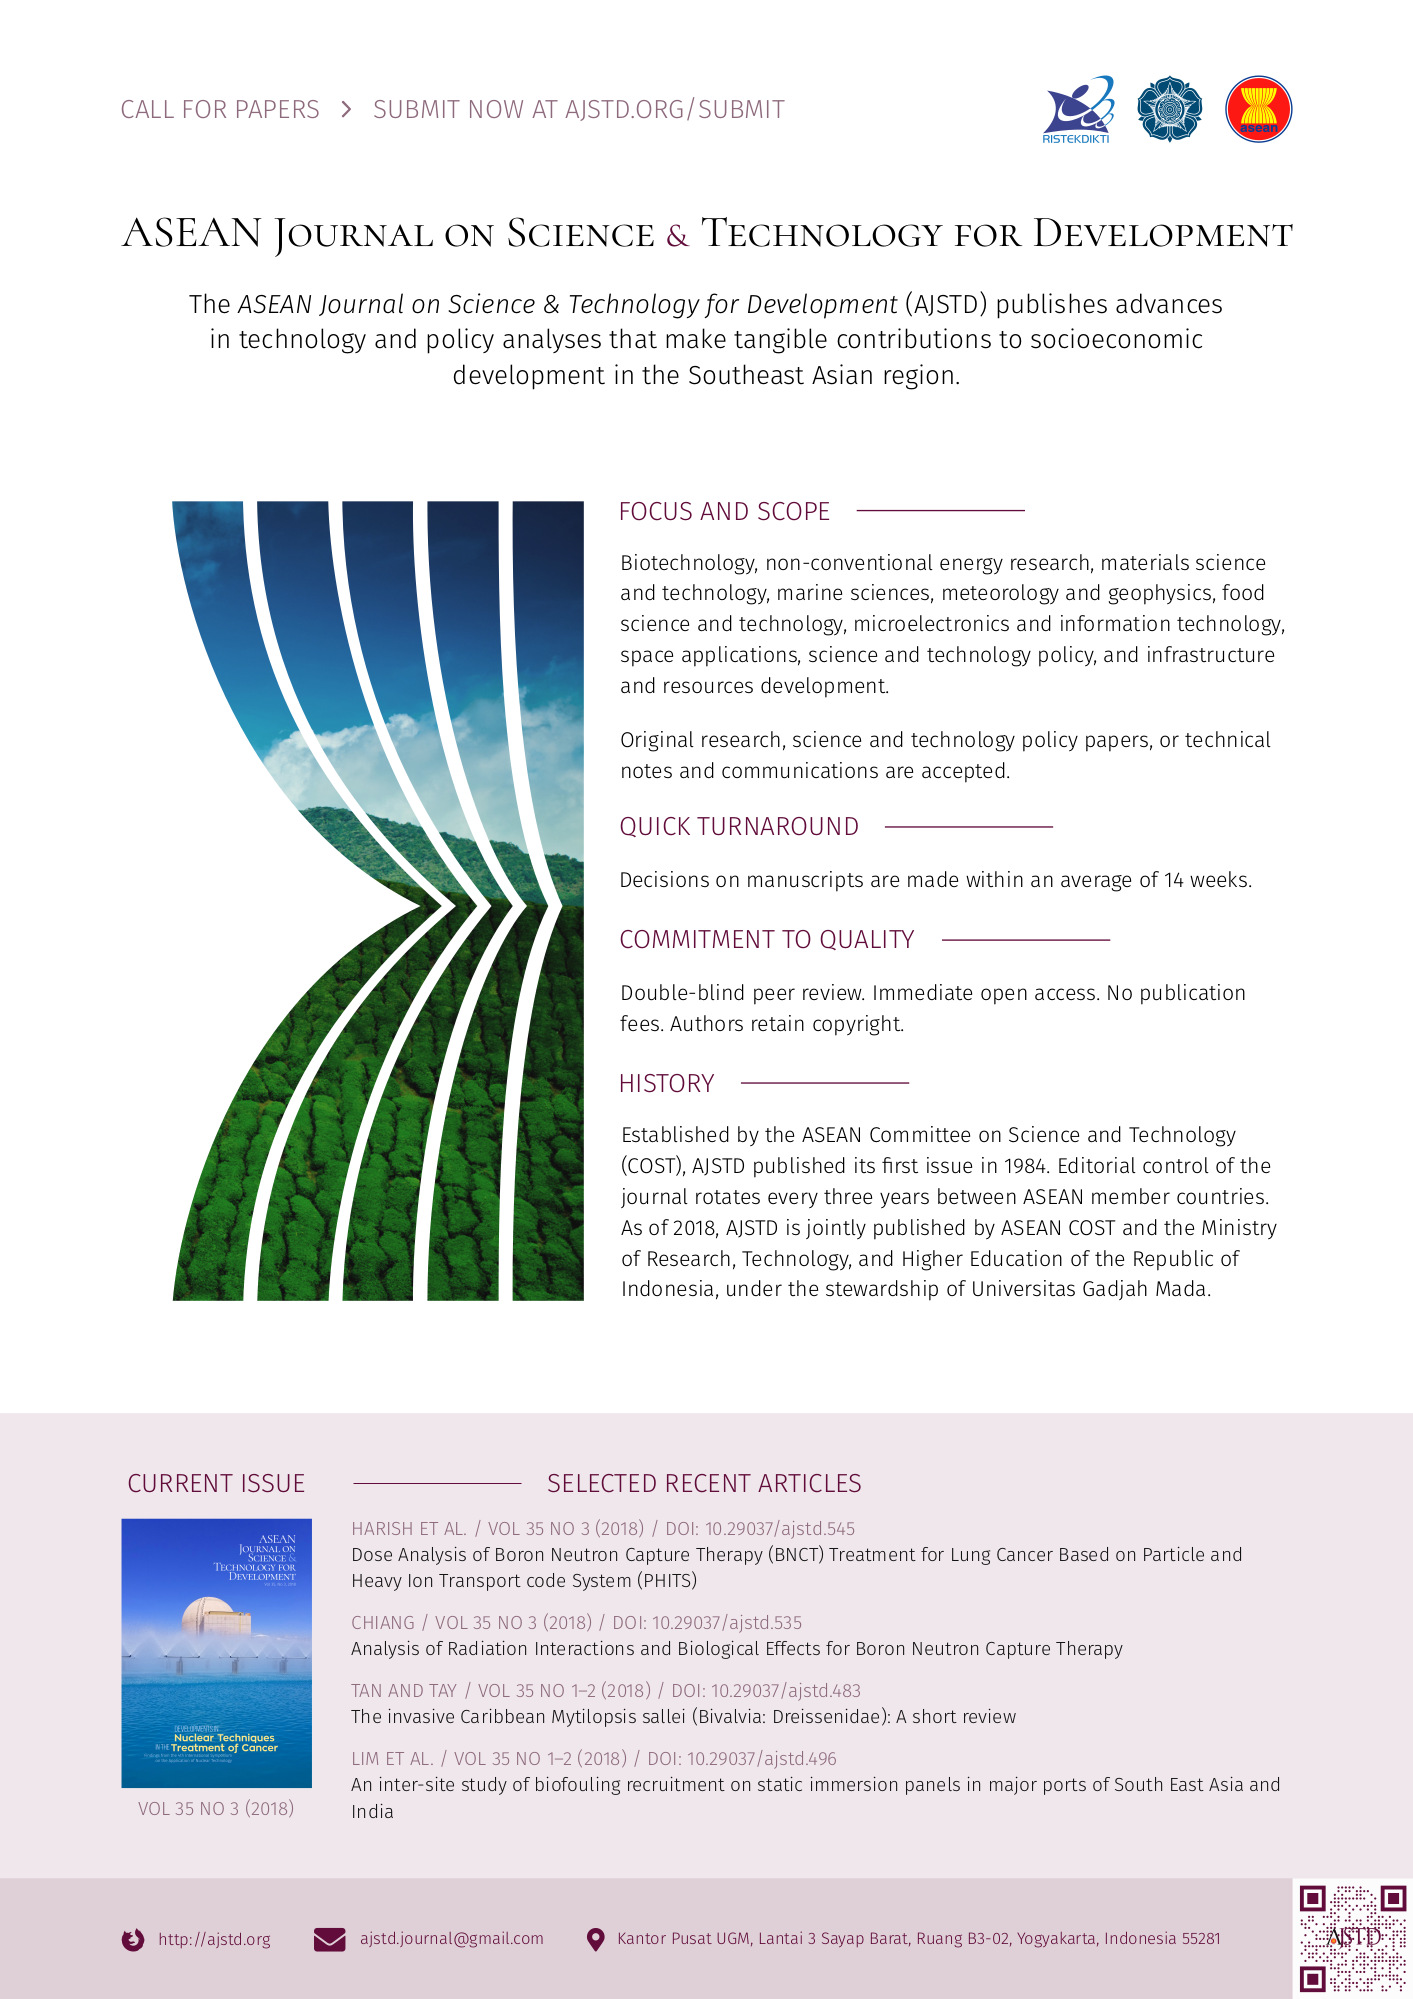 CALL FOR PAPERS > SUBMIT NOW AT AJSTD.ORG/SUBMIT
RISTEKDIKTI
asean
ASEAN Journal on Science & Technology for Development
The ASEAN Journal on Science & Technology for Development (AJSTD) publishes advances
in technology and policy analyses that make tangible contributions to socioeconomic
development in the Southeast Asian region.
FOCUS AND SCOPE
Biotechnology, non-conventional energy research, materials science
and technology, marine sciences, meteorology and geophysics, food
science and technology, microelectronics and information technology,
space applications, science and technology policy, and infrastructure
and resources development.
Original research, science and technology policy papers, or technical
notes and communications are accepted.
QUICK TURNAROUND
Decisions on manuscripts are made within an average of 14 weeks.
COMMITMENT TO QUALITY
Double-blind peer review. Immediate open access. No publication
fees. Authors retain copyright.
HISTORY
Established by the ASEAN Committee on Science and Technology
(COST), AJSTD published its first issue in 1984. Editorial control of the
journal rotates every three years between ASEAN member countries.
As of 2018, AJSTD is jointly published by ASEAN COST and the Ministry
of Research, Technology, and Higher Education of the Republic of
Indonesia, under the stewardship of Universitas Gadjah Mada.
CURRENT ISSUE
ASEAN
Journal on
Science &
Technology for
Development
DEVELOPMENTS IN
Nuclear Techniques
IN THE Treatment of Cancer
VOL 35 NO 3 (2018)
SELECTED RECENT ARTICLES
HARISH ET AL. / VOL 35 NO 3 (2018) / DOI: 10.29037/ajstd.545
Dose Analysis of Boron Neutron Capture Therapy (BNCT) Treatment for Lung Cancer Based on Particle and
Heavy Ion Transport code System (PHITS)
CHIANG / VOL 35 NO 3 (2018) / DOI: 10.29037/ajstd.535
Analysis of Radiation Interactions and Biological Effects for Boron Neutron Capture Therapy
TAN AND TAY / VOL 35 NO 1–2 (2018) / DOI: 10.29037/ajstd.483
The invasive Caribbean Mytilopsis sallei (Bivalvia: Dreissenidae): A short review
LIM ET AL. / VOL 35 NO 1–2 (2018) / DOI: 10.29037/ajstd.496
An inter-site study of biofouling recruitment on static immersion panels in major ports of South East Asia and
India
http://ajstd.org
ajstd.journal@gmail.com
Kantor Pusat UGM, Lantai 3 Sayap Barat, Ruang B3-02, Yogyakarta, Indonesia 55281
AJSTD